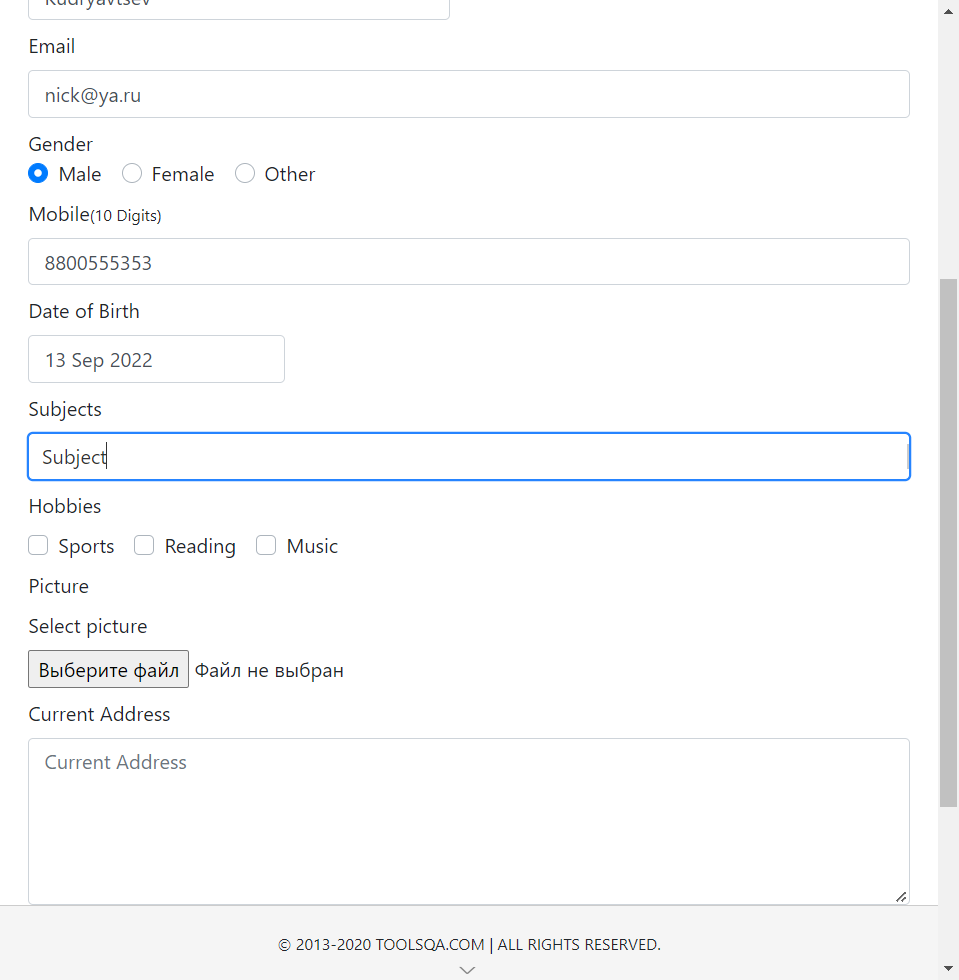 Kudryavtsev
Email
nick@ya.ru
Gender
Male Female Other
Mobile(10 Digits)
8800555353
Date of Birth
13 Sep 2022
Subjects
Subject
Hobbies
Sports Reading Music
Picture
Select picture
Выберите файл Файл не выбран
Current Address
Current Address
© 2013-2020 TOOLSQA.COM | ALL RIGHTS RESERVED.